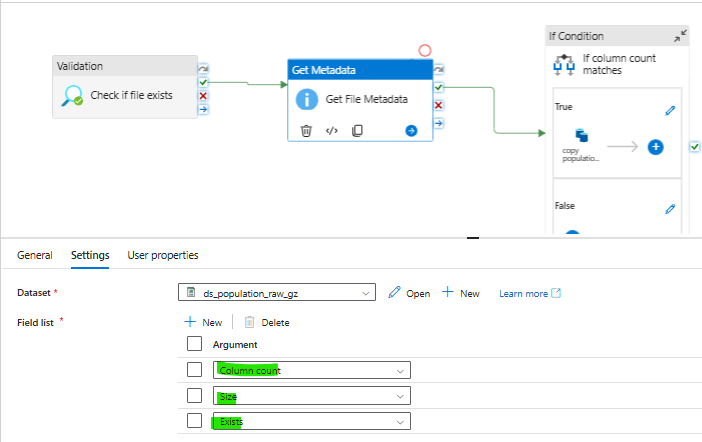 Validation
Check if file exists
Get Metadata
Get File Metadata
If Condition
If column count
matches
True
copy
populatio...
False
General
Settings
User properties
Dataset *
ds_population_raw_gz
Open
New
Learn more
Field list *
New
Delete
Argument
Column count
Size
Exists